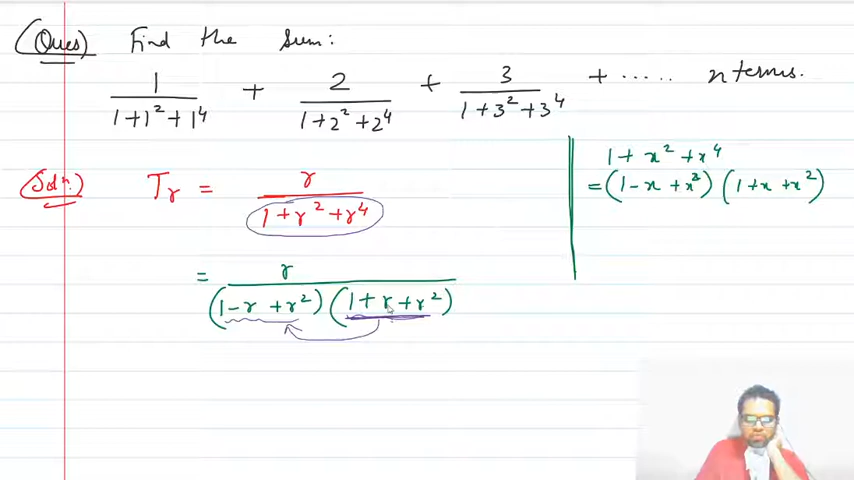 (Ques) Find the sum:
1/(1+1²+1⁴) + 2/(1+2²+2⁴) + 3/(1+3²+3⁴) + ..... n terms.
1+x²+x⁴
=(1-x+x²)(1+x+x²)
(Sol⁠ⁿ.) Tr = r/(1+r²+r⁴)
= r/((1-r+r²)(1+r+r²))